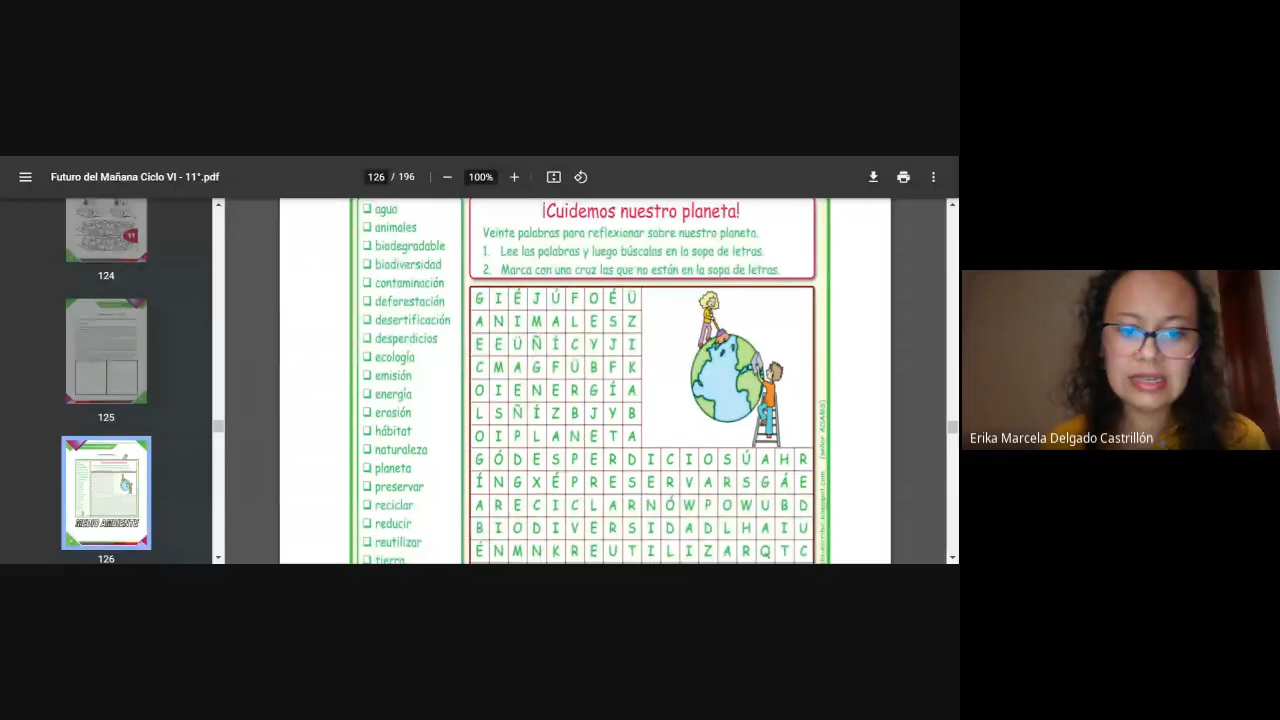 Futuro del Mañana Ciclo VI - 11°.pdf
126 / 196
100%
124
125
126
MEDIO AMBIENTE
agua
animales
biodegradable
biodiversidad
contaminación
deforestación
desertificación
desperdicios
ecología
emisión
energía
erosión
hábitat
naturaleza
planeta
preservar
reciclar
reducir
reutilizar
tierra
¡Cuidemos nuestro planeta!
Veinte palabras para reflexionar sobre nuestro planeta.
1. Lee las palabras y luego búscalas en la sopa de letras.
2. Marca con una cruz las que no están en la sopa de letras.
G I É J Ú F O É Ü
A N I M A L E S Z
E E Ü Ñ Í C Y J I
C M A G F Ü B F K
O I E N E R G Í A
L S Ñ Í Z B J Y B
O I P L A N E T A
G Ó D E S P E R D I C I O S Ú A H R
Í N G X É P R E S E R V A R S G Á E
A R E C I C L A R N Ó W P O W U B D
B I O D I V E R S I D A D L H A I U
É N M N K R E U T I L I Z A R Q T C
Erika Marcela Delgado Castrillón